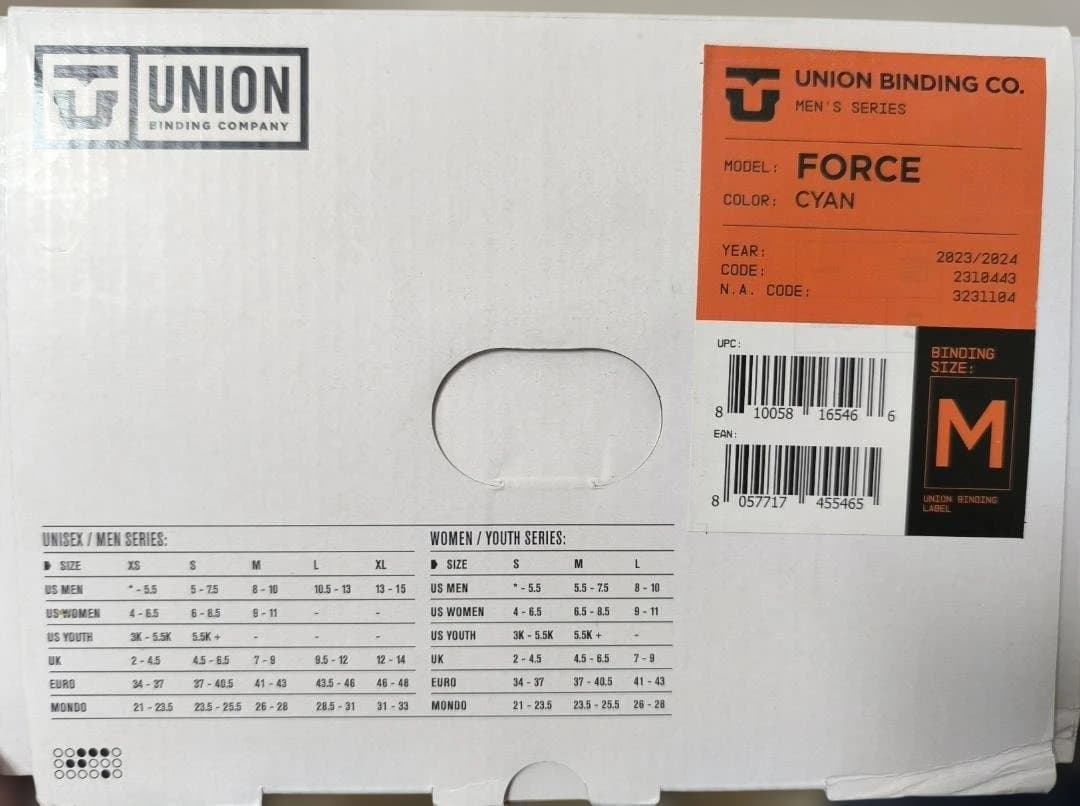 UNION
BINDING COMPANY
UNION BINDING CO.
MEN'S SERIES
MODEL: FORCE
COLOR: CYAN
YEAR: 2023/2024
CODE: 2310443
N.A. CODE: 3231104
UPC:
8 10058 16546 6
EAN:
8 057717 455465
BINDING
SIZE:
M
UNION BINDING
LABEL
UNISEX / MEN SERIES:
SIZE XS S M L XL
US MEN * - 5.5 5 - 7.5 8 - 10 10.5 - 13 13 - 15
US WOMEN 4 - 6.5 6 - 8.5 9 - 11 - -
US YOUTH 3K - 5.5K 5.5K + - - -
UK 2 - 4.5 4.5 - 6.5 7 - 9 9.5 - 12 12 - 14
EURO 34 - 37 37 - 40.5 41 - 43 43.5 - 46 46 - 48
MONDO 21 - 23.5 23.5 - 25.5 26 - 28 28.5 - 31 31 - 33
WOMEN / YOUTH SERIES:
SIZE S M L
US MEN * - 5.5 5.5 - 7.5 8 - 10
US WOMEN 4 - 6.5 6.5 - 8.5 9 - 11
US YOUTH 3K - 5.5K 5.5K + -
UK 2 - 4.5 4.5 - 6.5 7 - 9
EURO 34 - 37 37 - 40.5 41 - 43
MONDO 21 - 23.5 23.5 - 25.5 26 - 28